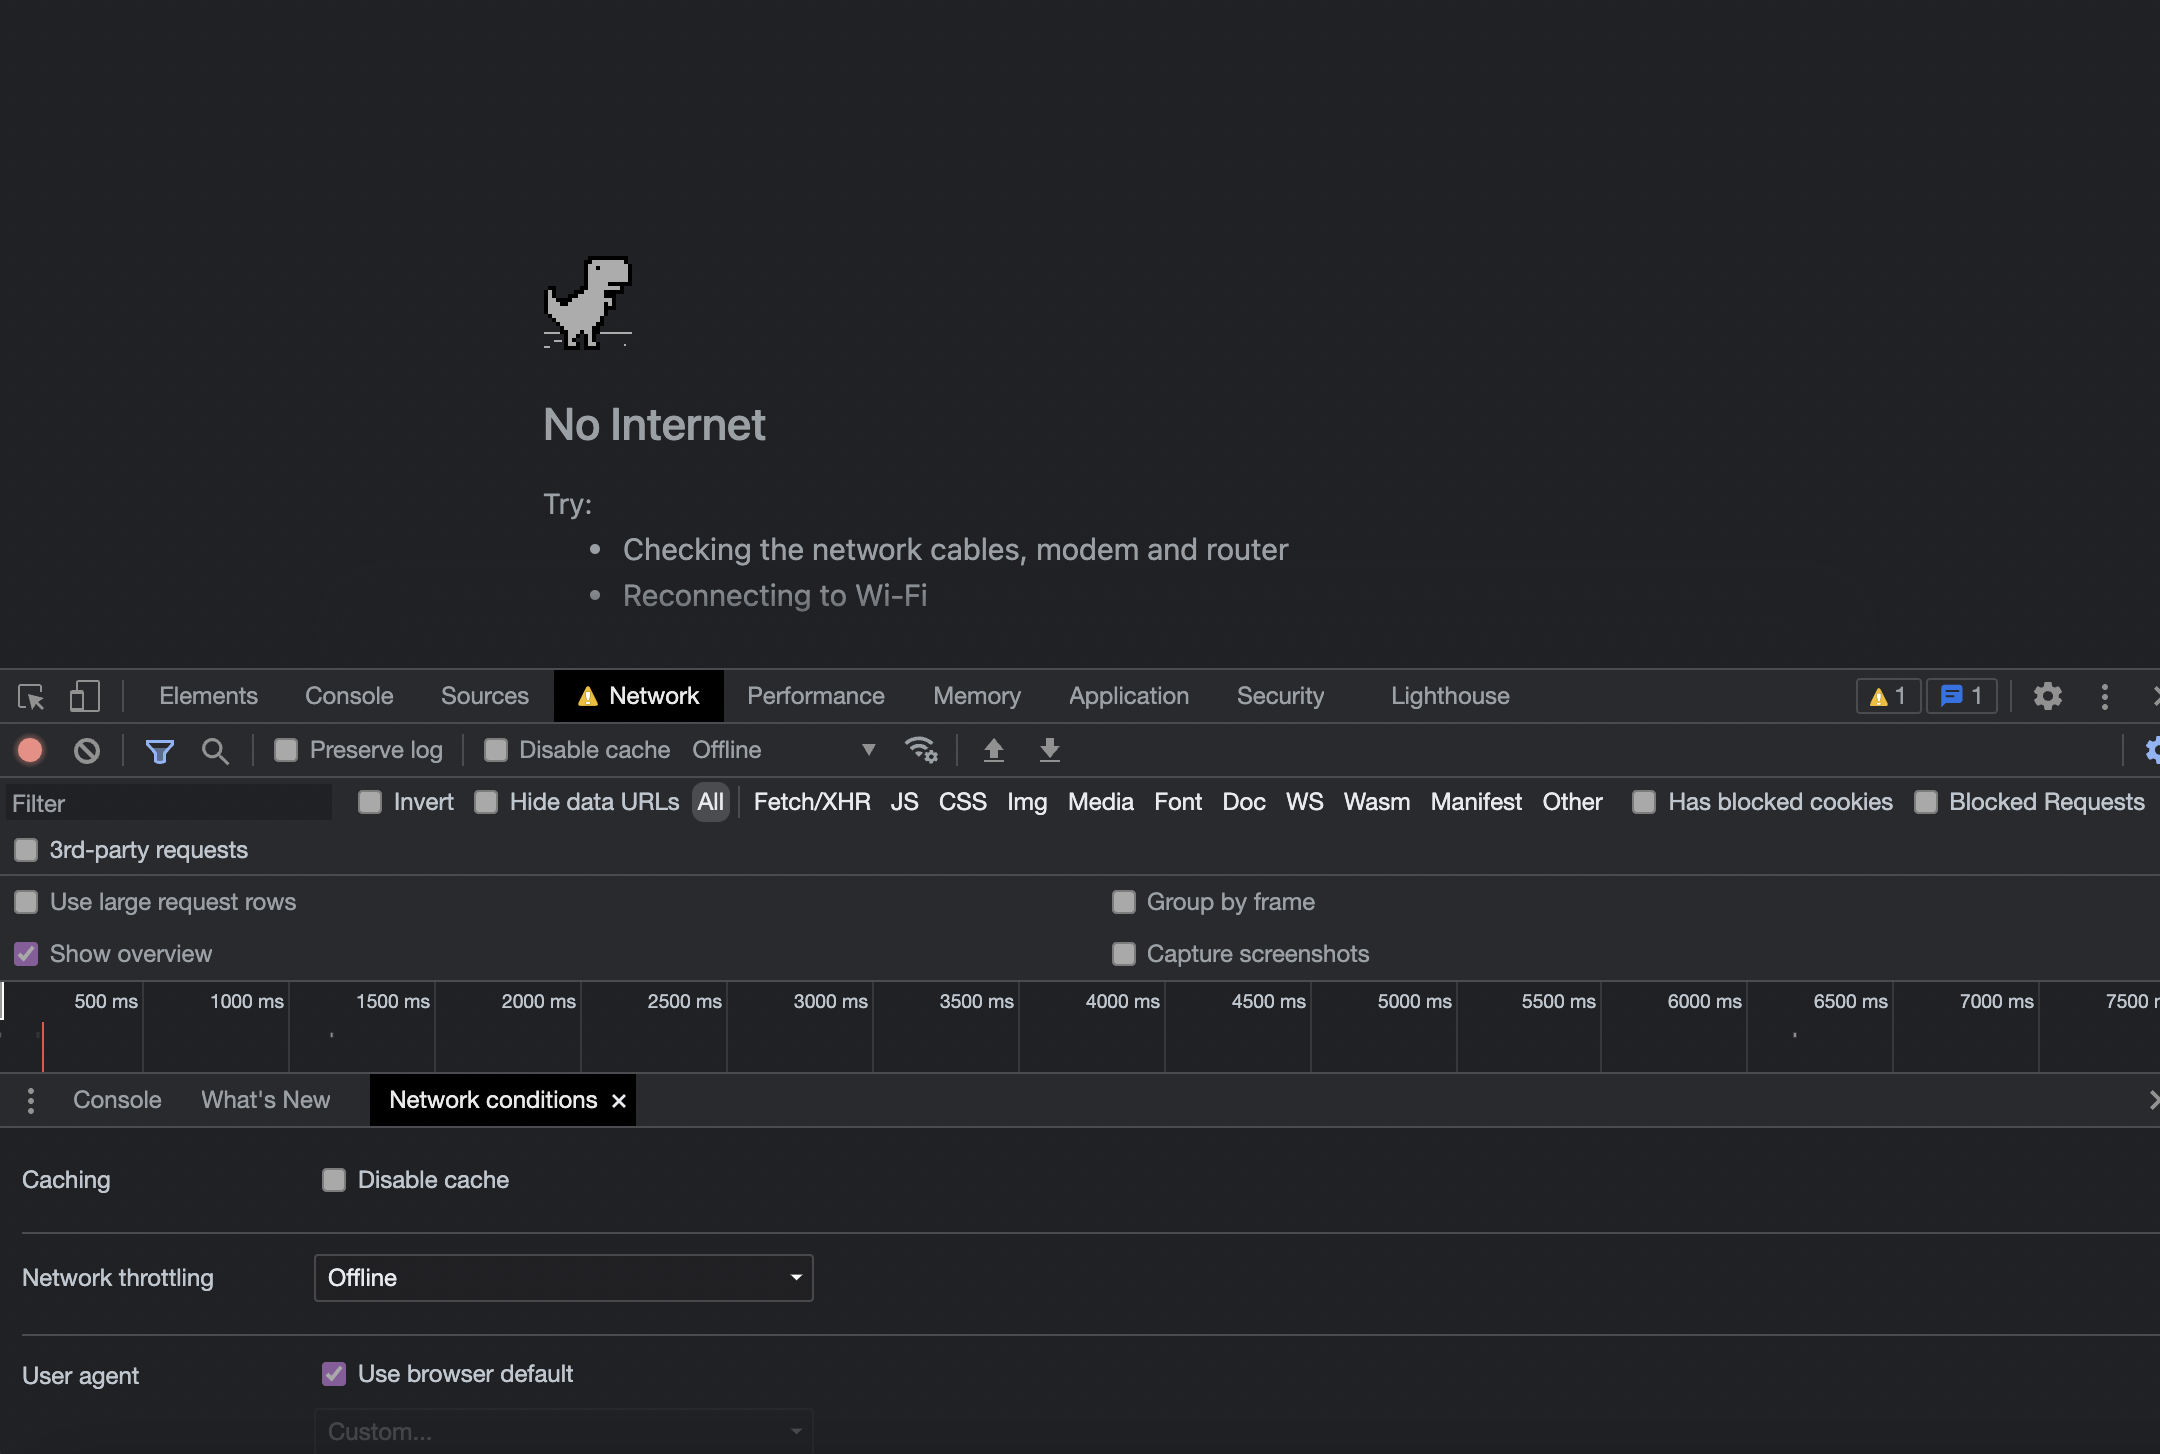 No Internet
Try:
• Checking the network cables, modem and router
• Reconnecting to Wi-Fi
Elements Console Sources Network Performance Memory Application Security Lighthouse 1 1
Preserve log Disable cache Offline
Filter Invert Hide data URLs All Fetch/XHR JS CSS Img Media Font Doc WS Wasm Manifest Other Has blocked cookies Blocked Requests
3rd-party requests
Use large request rows Group by frame
Show overview Capture screenshots
500 ms 1000 ms 1500 ms 2000 ms 2500 ms 3000 ms 3500 ms 4000 ms 4500 ms 5000 ms 5500 ms 6000 ms 6500 ms 7000 ms 7500
Console What's New Network conditions
Caching Disable cache
Network throttling Offline
User agent Use browser default
Custom...